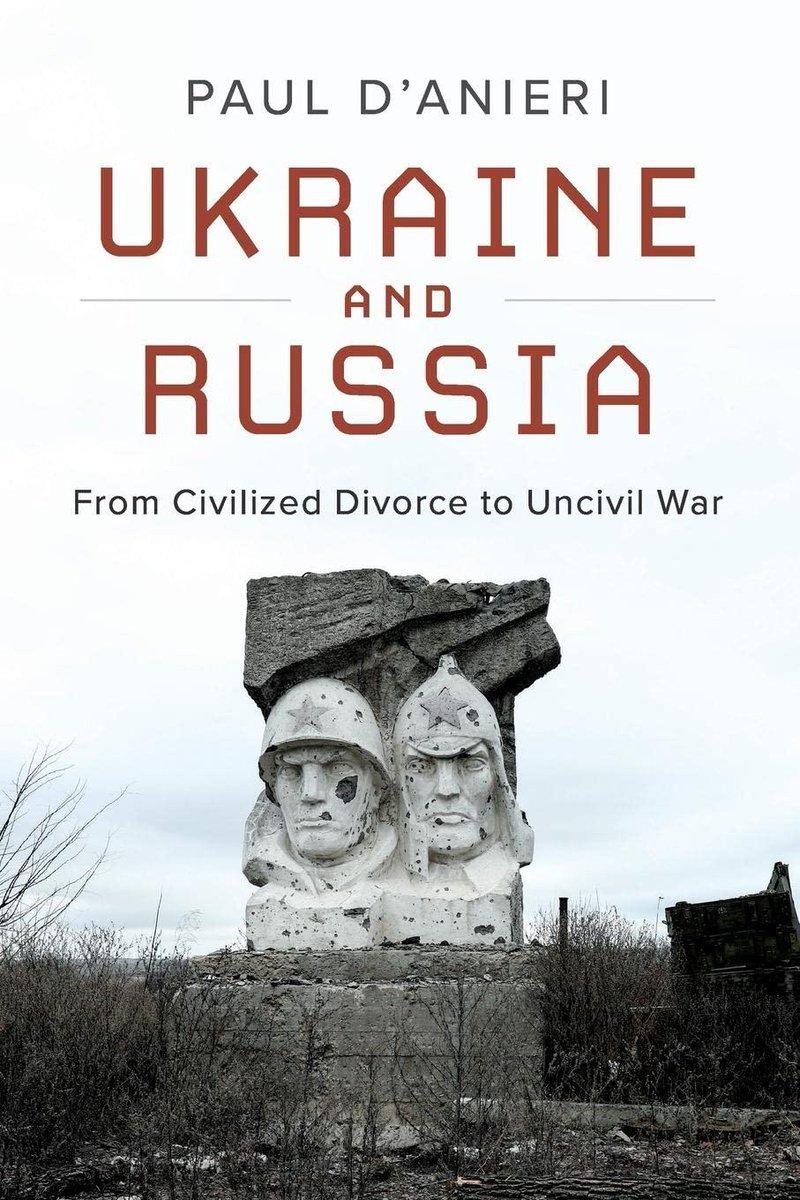 PAUL D'ANIERI
UKRAINE
AND
RUSSIA
From Civilized Divorce to Uncivil War